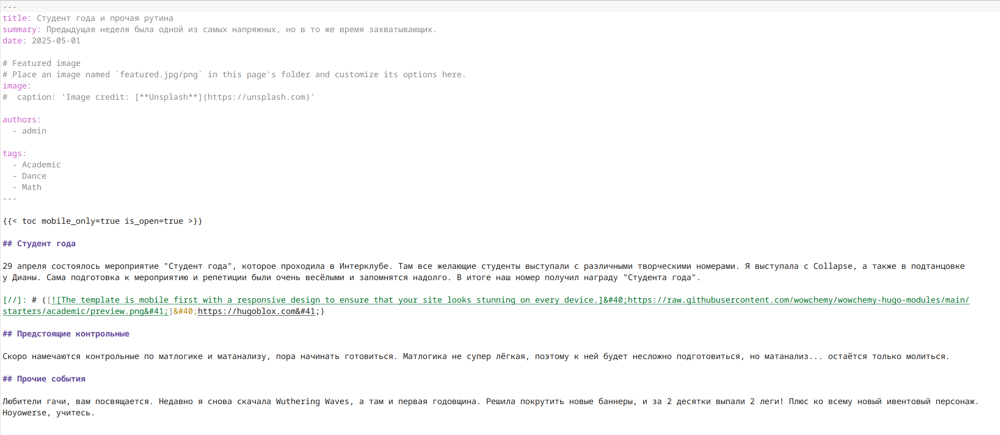 ---
title: Студент года и прочая рутина
summary: Предыдущая неделя была одной из самых напряжных, но в то же время захватывающих.
date: 2025-05-01

# Featured image
# Place an image named `featured.jpg/png` in this page's folder and customize its options here.
image:
#  caption: 'Image credit: [**Unsplash**](https://unsplash.com)'

authors:
  - admin

tags:
  - Academic
  - Dance
  - Math
---

{{< toc mobile_only=true is_open=true >}}

## Студент года

29 апреля состоялось мероприятие "Студент года", которое проходила в Интерклубе. Там все желающие студенты выступали с различными творческими номерами. Я выступала с Collapse, а также в подтанцовке
у Дианы. Сама подготовка к мероприятию и репетиции были очень весёлыми и запомнятся надолго. В итоге наш номер получил награду "Студента года".

[//]: # ([![The template is mobile first with a responsive design to ensure that your site looks stunning on every device.]&#40;https://raw.githubusercontent.com/wowchemy/wowchemy-hugo-modules/main/
starters/academic/preview.png&#41;]&#40;https://hugoblox.com&#41;)

## Предстоящие контрольные

Скоро намечаются контрольные по матлогике и матанализу, пора начинать готовиться. Матлогика не супер лёгкая, поэтому к ней будет несложно подготовиться, но матанализ... остаётся только молиться.

## Прочие события

Любители гачи, вам посвящается. Недавно я снова скачала Wuthering Waves, а там и первая годовщина. Решила покрутить новые баннеры, и за 2 десятки выпали 2 леги! Плюс ко всему новый ивентовый персонаж.
Hoyowerse, учитесь.